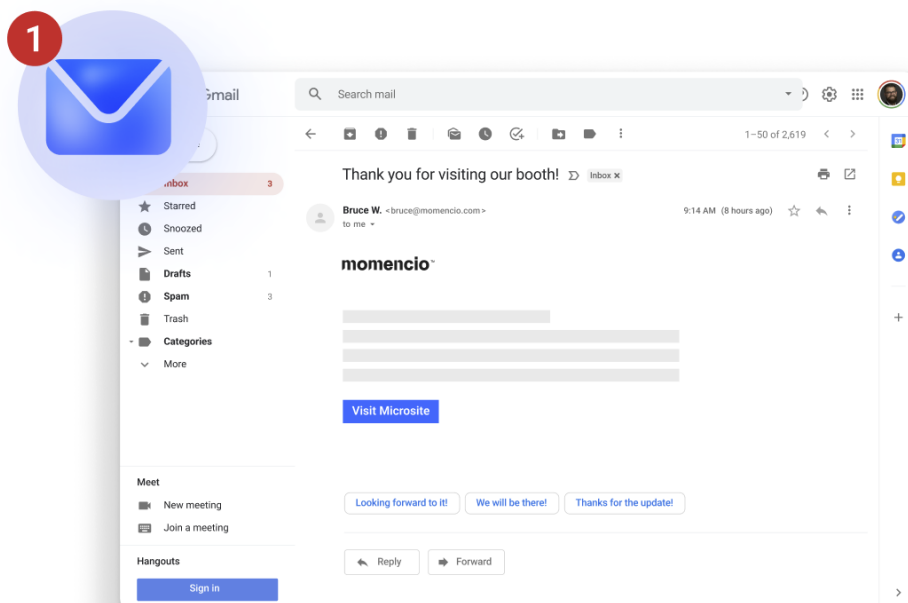 1
Gmail
Search mail
1–50 of 2,619
Thank you for visiting our booth!
Inbox x
Inbox 3
Starred
Snoozed
Sent
Drafts 1
Spam 3
Trash
Categories
More
Bruce W. <bruce@momencio.com>
9:14 AM (8 hours ago)
to me
momencio™
Visit Microsite
Looking forward to it!
We will be there!
Thanks for the update!
Reply
Forward
Meet
New meeting
Join a meeting
Hangouts
Sign in
31